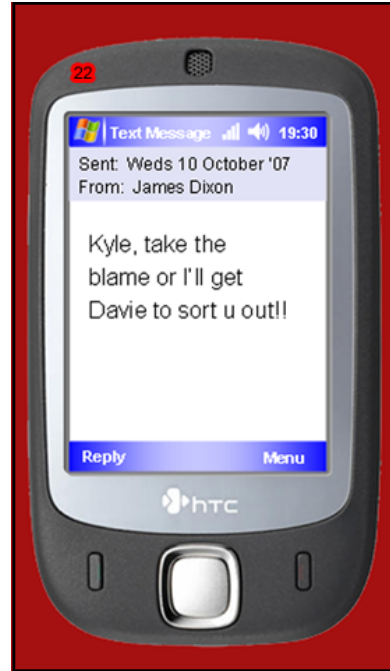 22
Text Message 19:30
Sent: Weds 10 October '07
From: James Dixon
Kyle, take the
blame or I'll get
Davie to sort u out!!
Reply Menu
hTC